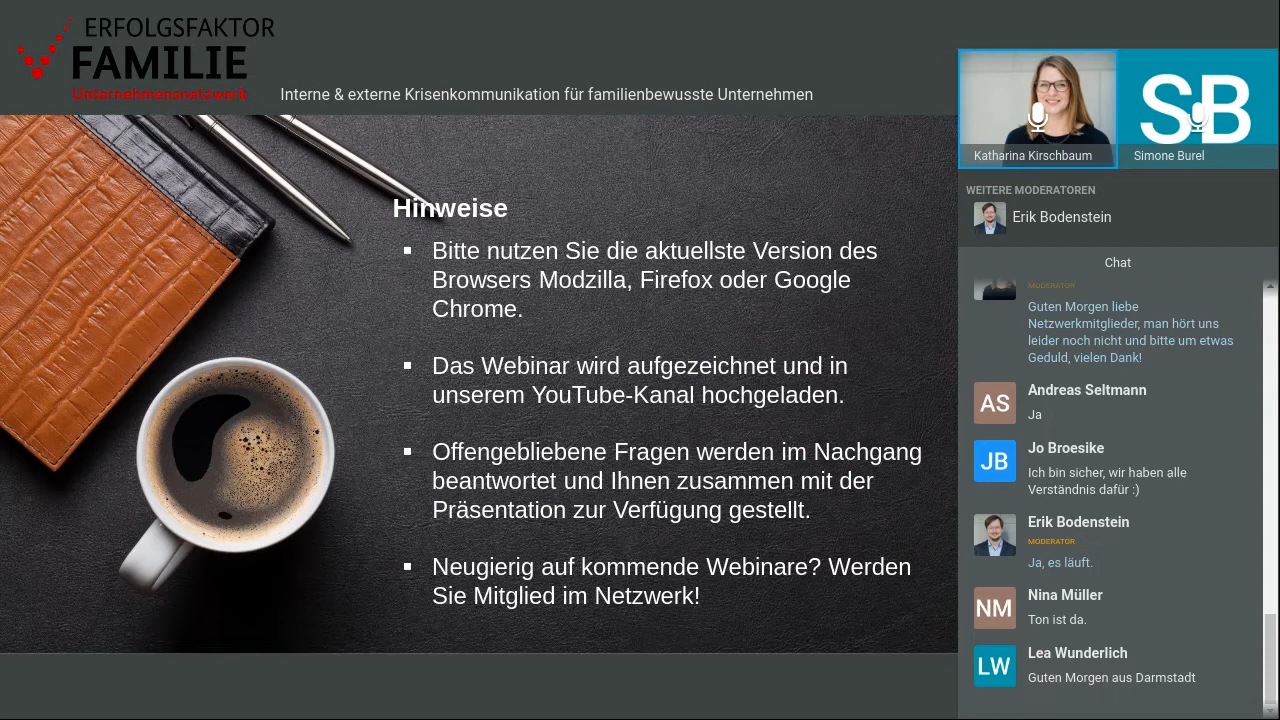 ERFOLGSFAKTOR
FAMILIE
Unternehmensnetzwerk
Interne & externe Krisenkommunikation für familienbewusste Unternehmen
Hinweise
▪ Bitte nutzen Sie die aktuellste Version des
Browsers Modzilla, Firefox oder Google
Chrome.
▪ Das Webinar wird aufgezeichnet und in
unserem YouTube-Kanal hochgeladen.
▪ Offengebliebene Fragen werden im Nachgang
beantwortet und Ihnen zusammen mit der
Präsentation zur Verfügung gestellt.
▪ Neugierig auf kommende Webinare? Werden
Sie Mitglied im Netzwerk!
SB
Katharina Kirschbaum
Simone Burel
WEITERE MODERATOREN
Erik Bodenstein
Chat
MODERATOR
Guten Morgen liebe
Netzwerkmitglieder, man hört uns
leider noch nicht und bitte um etwas
Geduld, vielen Dank!
AS
Andreas Seltmann
Ja
JB
Jo Broesike
Ich bin sicher, wir haben alle
Verständnis dafür :)
Erik Bodenstein
MODERATOR
Ja, es läuft.
NM
Nina Müller
Ton ist da.
LW
Lea Wunderlich
Guten Morgen aus Darmstadt